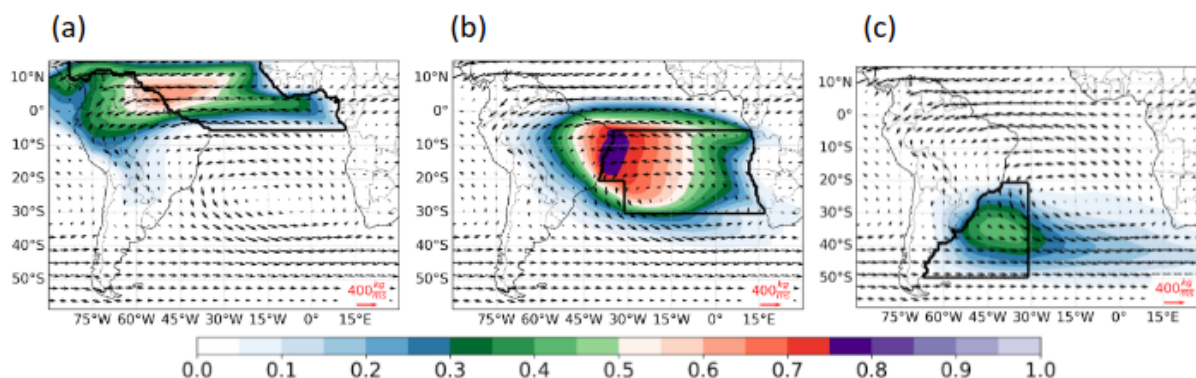 (a) (b) (c)
10°N 10°N 10°N
0° 0° 0°
10°S 10°S 10°S
20°S 20°S 20°S
30°S 30°S 30°S
40°S 40°S 40°S
50°S 50°S 50°S
400 kg/ms 400 kg/ms 400 kg/ms
75°W 60°W 45°W 30°W 15°W 0° 15°E 75°W 60°W 45°W 30°W 15°W 0° 15°E 75°W 60°W 45°W 30°W 15°W 0° 15°E
0.0 0.1 0.2 0.3 0.4 0.5 0.6 0.7 0.8 0.9 1.0